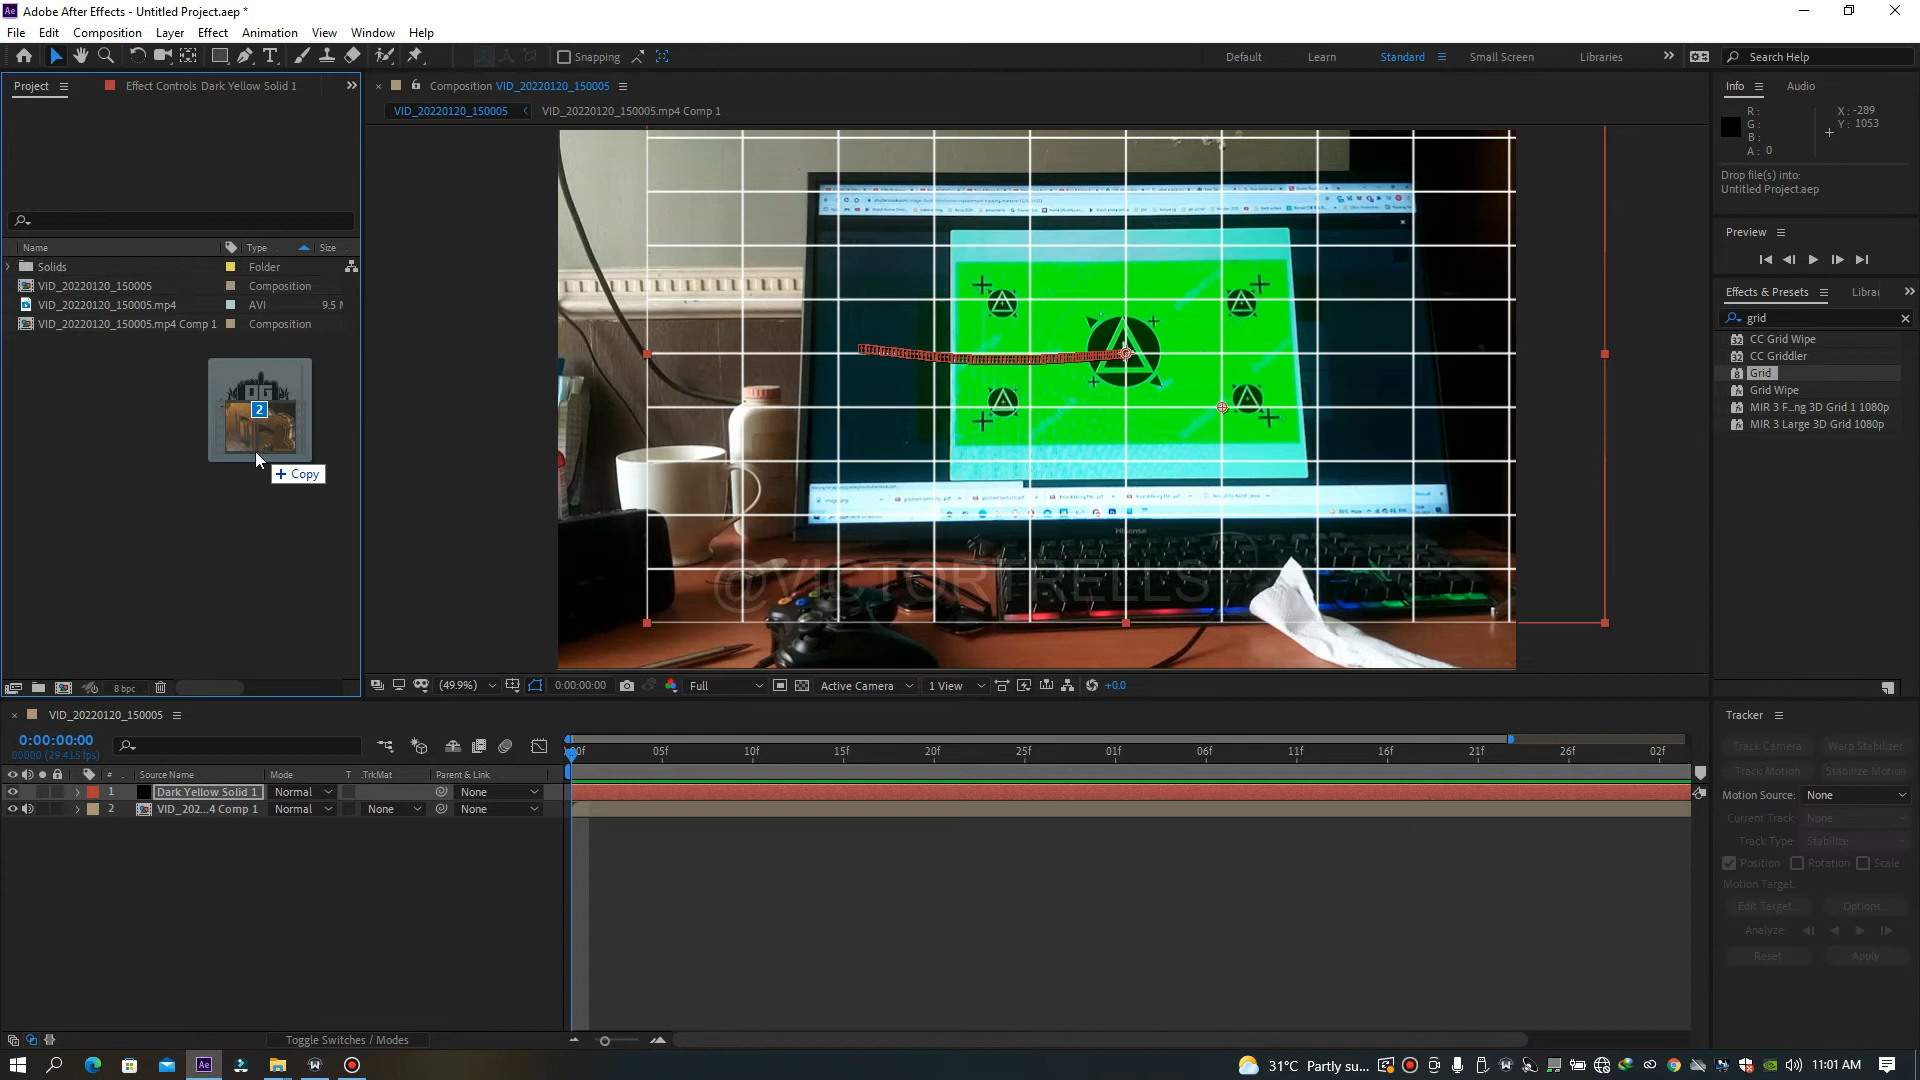 Adobe After Effects - Untitled Project.aep *
File Edit Composition Layer Effect Animation View Window Help
Snapping Default Learn Standard Small Screen Libraries Search Help
Project Effect Controls Dark Yellow Solid 1
Composition VID_20220120_150005
VID_20220120_150005 VID_20220120_150005.mp4 Comp 1
Name Type Size
Solids Folder
VID_20220120_150005 Composition
VID_20220120_150005.mp4 AVI 9.5 M
VID_20220120_150005.mp4 Comp 1 Composition
OG
2
+ Copy
@VICTORTRELLS
Hisense
8 bpc
(49.9%) 0:00:00:00 Full Active Camera 1 View +0.0
Info Audio
R: X: -289
G: Y: 1053
B:
A: 0
Drop file(s) into:
Untitled Project.aep
Preview
Effects & Presets Librar
grid
CC Grid Wipe
CC Griddler
Grid
Grid Wipe
MIR 3 F...ng 3D Grid 1 1080p
MIR 3 Large 3D Grid 1080p
VID_20220120_150005
0:00:00:00
00000 (29.415 fps)
:00f 05f 10f 15f 20f 25f 01f 06f 11f 16f 21f 26f 02f
# Source Name Mode T .TrkMat Parent & Link
1 Dark Yellow Solid 1 Normal None
2 VID_202...4 Comp 1 Normal None None
Toggle Switches / Modes
Tracker
Track Camera Warp Stabilizer
Track Motion Stabilize Motion
Motion Source: None
Current Track: None
Track Type: Stabilize
Position Rotation Scale
Motion Target:
Edit Target... Options...
Analyze:
Reset Apply
Ae 31°C Partly su... 11:01 AM